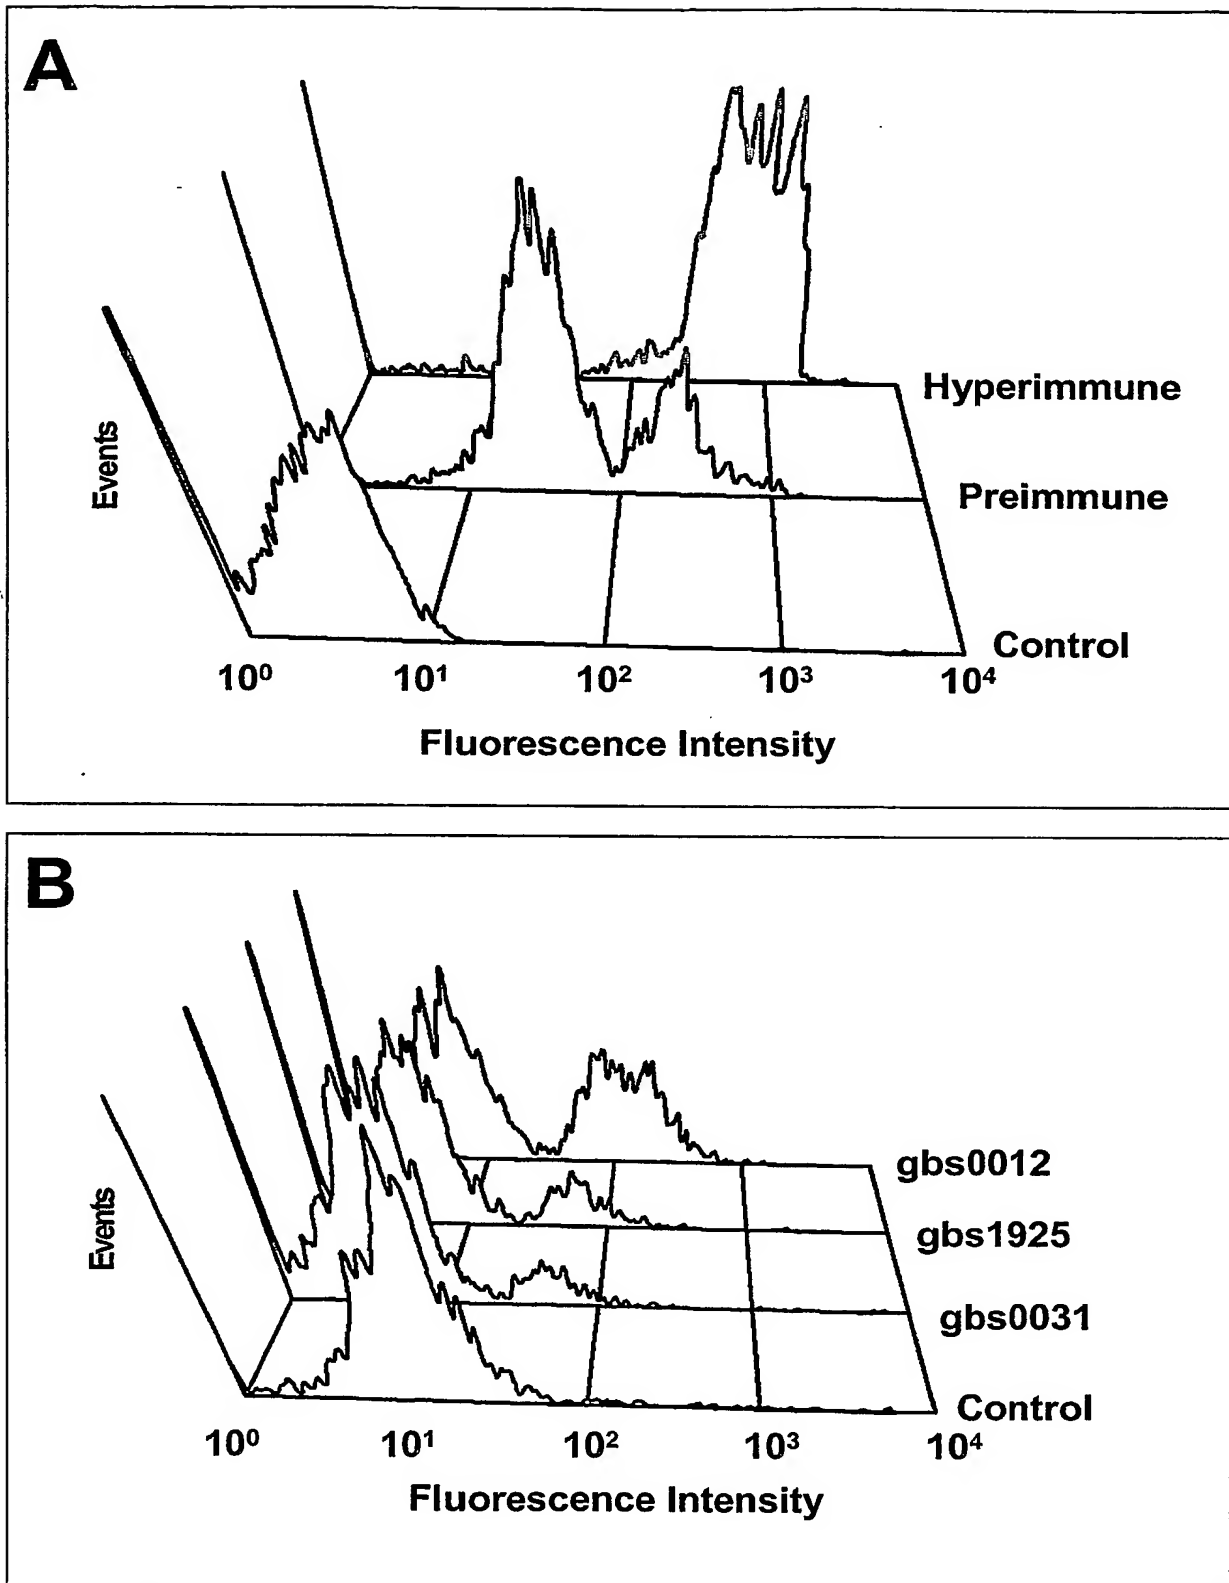 A
Events
Hyperimmune
Preimmune
Control
10⁰ 10¹ 10² 10³ 10⁴
Fluorescence Intensity
B
Events
gbs0012
gbs1925
gbs0031
Control
10⁰ 10¹ 10² 10³ 10⁴
Fluorescence Intensity